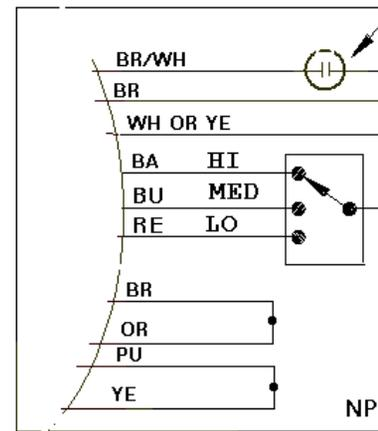 BR/WH
BR
WH OR YE
BA HI
BU MED
RE LO
BR
OR
PU
YE
NP